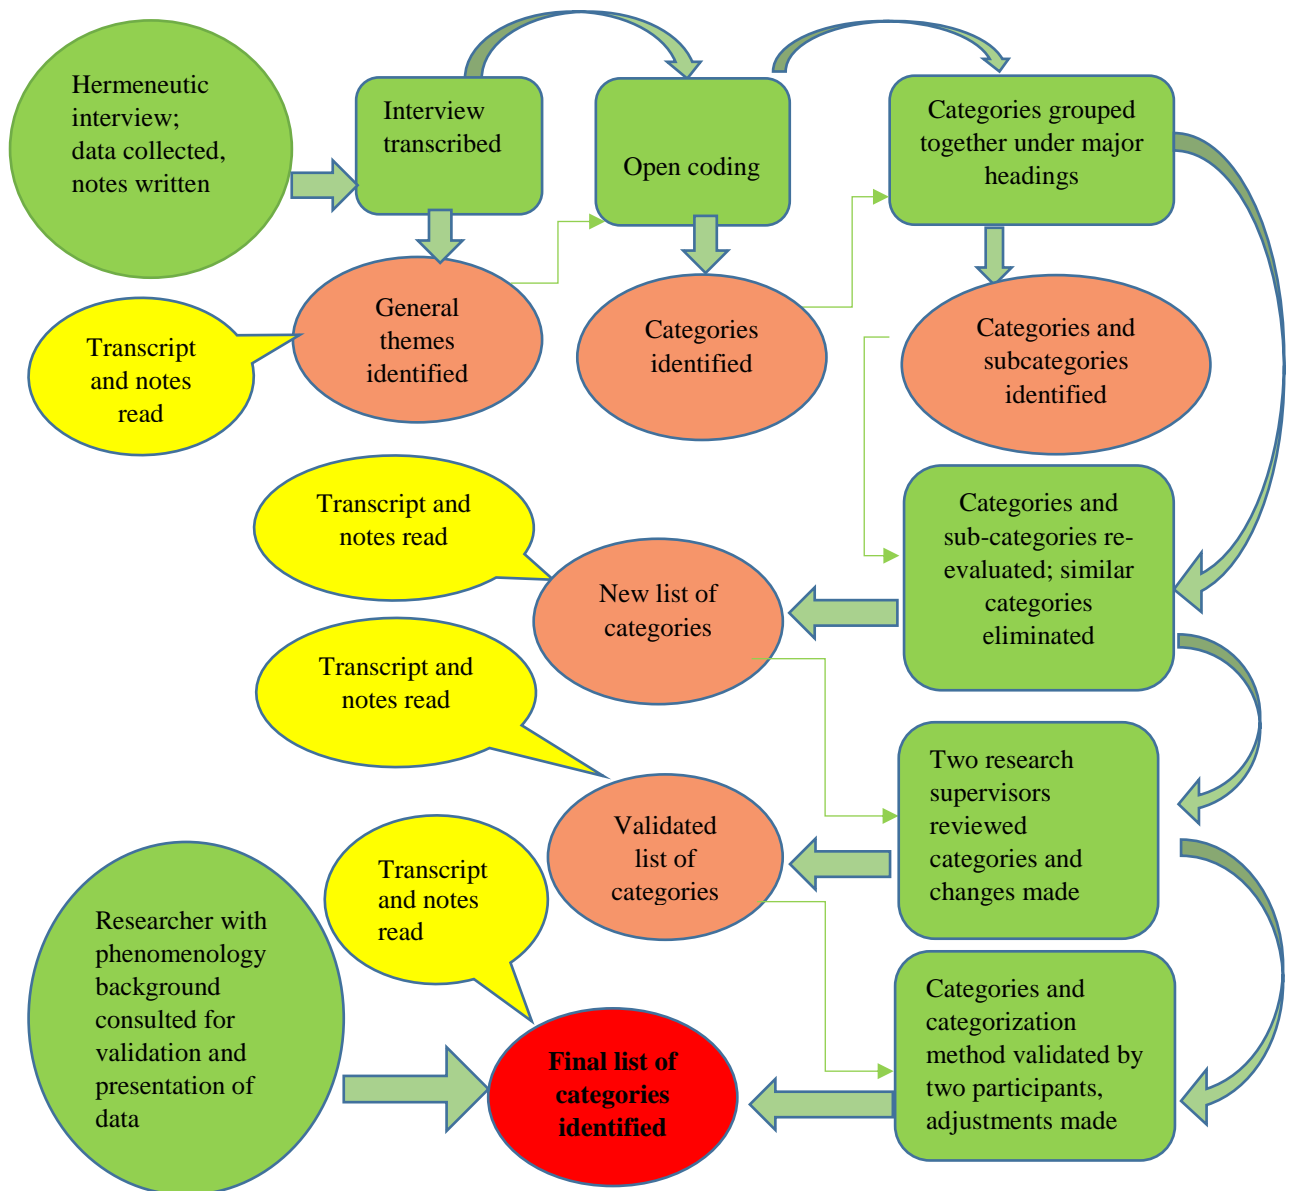 Hermeneutic
interview;
data collected,
notes written
Interview
transcribed
Open coding
Categories grouped
together under major
headings
Transcript
and notes
read
General
themes
identified
Categories
identified
Categories and
subcategories
identified
Transcript and
notes read
New list of
categories
Categories and
sub-categories re-
evaluated; similar
categories
eliminated
Transcript and
notes read
Validated
list of
categories
Two research
supervisors
reviewed
categories and
changes made
Transcript
and notes
read
Researcher with
phenomenology
background
consulted for
validation and
presentation of
data
Final list of
categories
identified
Categories and
categorization
method validated by
two participants,
adjustments made